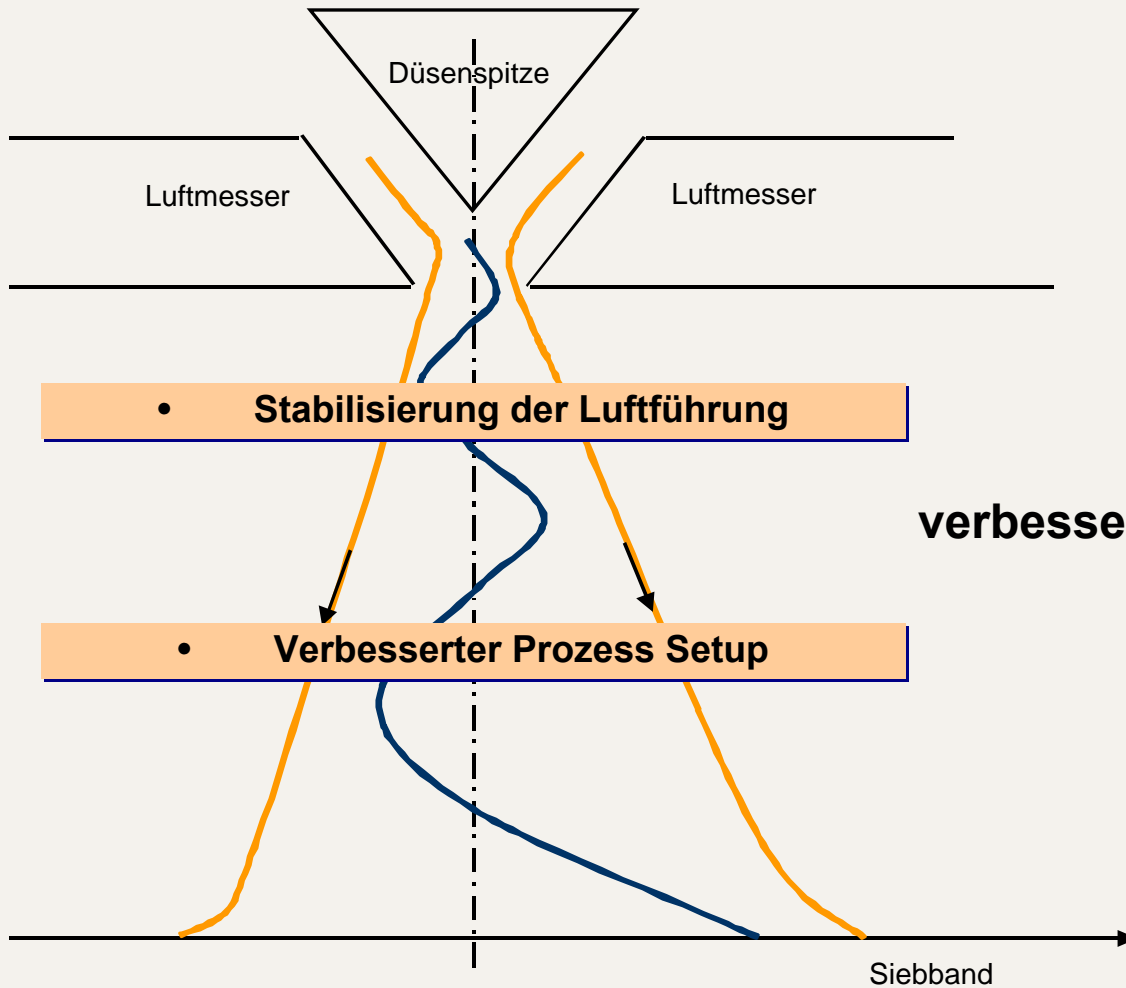 Düsenspitze
Luftmesser
Luftmesser
• Stabilisierung der Luftführung
verbesse
• Verbesserter Prozess Setup
Siebband